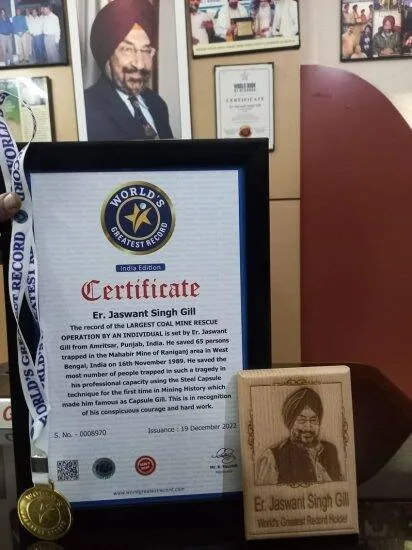 WORLD BOOK
OF RECORDS
CERTIFICATE
WORLD'S
GREATEST RECORD
India Edition
Certificate
Er. Jaswant Singh Gill
The record of the LARGEST COAL MINE RESCUE
OPERATION BY AN INDIVIDUAL is set by Er. Jaswant
Gill from Amritsar, Punjab, India. He saved 65 persons
trapped in the Mahabir Mine of Raniganj area in West
Bengal, India on 16th November 1989. He saved the
most number of people trapped in such a tragedy in
his professional capacity using the Steel Capsule
technique for the first time in Mining History which
made him famous as Capsule Gill. This is in recognition
of his conspicuous courage and hard work.
S. No. - 0008970
Issuance : 19 December 2022
www.worldgreatestrecord.com
WORLD'S GREATEST RECORD
Er. Jaswant Singh Gill
World's Greatest Record Holder